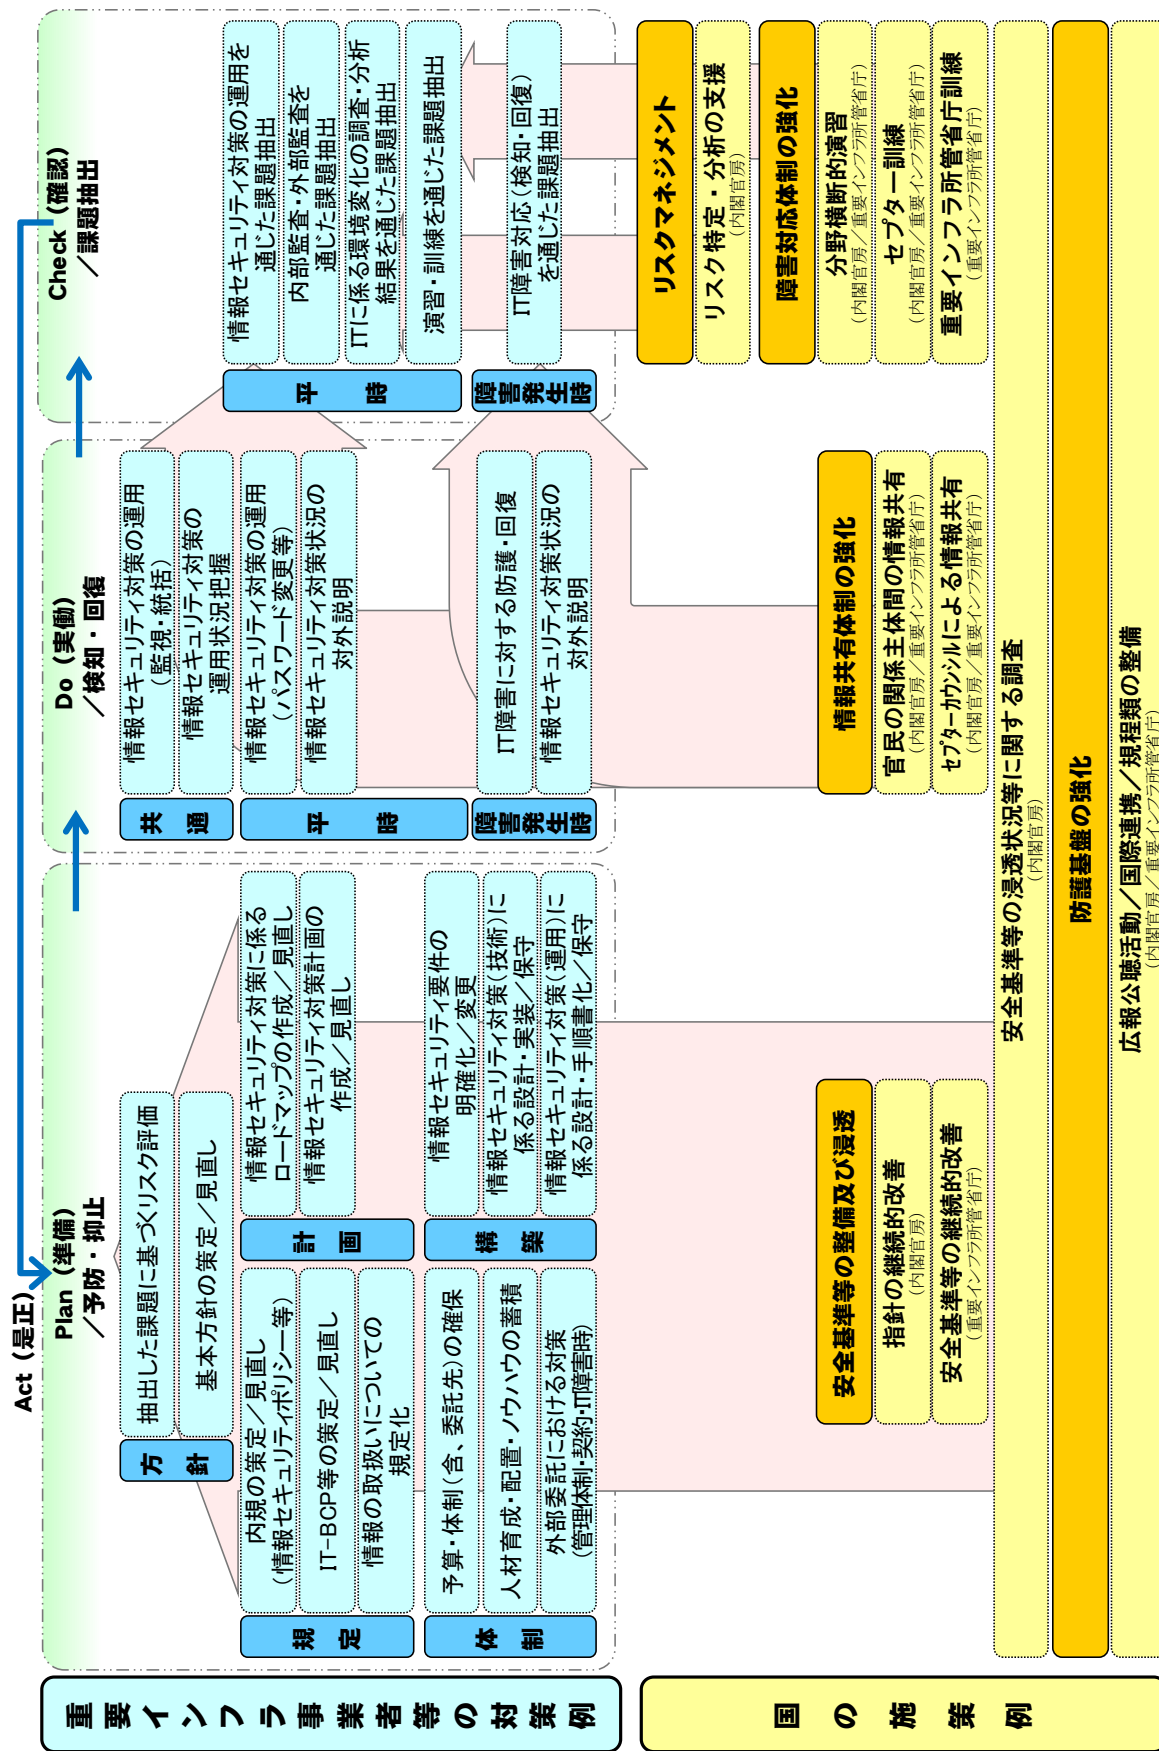 Act（是正）
Plan（準備）
／予防・抑止
Do（実働）
／検知・回復
Check（確認）
／課題抽出
重要インフラ事業者等の対策例
方針
抽出した課題に基づくリスク評価
基本方針の策定／見直し
規定
内規の策定／見直し
（情報セキュリティポリシー等）
IT-BCP等の策定／見直し
情報の取扱いについての
規定化
体制
予算・体制（含、委託先）の確保
人材育成・配置・ノウハウの蓄積
外部委託における対策
（管理体制・契約・IT障害時）
計画
情報セキュリティ対策に係る
ロードマップの作成／見直し
情報セキュリティ対策計画の
作成／見直し
構築
情報セキュリティ要件の
明確化／変更
情報セキュリティ対策（技術）に
係る設計・実装／保守
情報セキュリティ対策（運用）に
係る設計・手順書化／保守
共通
情報セキュリティ対策の運用
（監視・統括）
情報セキュリティ対策の
運用状況把握
平時
情報セキュリティ対策の運用
（パスワード変更等）
情報セキュリティ対策状況の
対外説明
障害発生時
IT障害に対する防護・回復
情報セキュリティ対策状況の
対外説明
平時
情報セキュリティ対策の運用を
通じた課題抽出
内部監査・外部監査を
通じた課題抽出
ITに係る環境変化の調査・分析
結果を通じた課題抽出
演習・訓練を通じた課題抽出
障害発生時
IT障害対応（検知・回復）
を通じた課題抽出
国の施策例
安全基準等の整備及び浸透
指針の継続的改善
（内閣官房）
安全基準等の継続的改善
（重要インフラ所管省庁）
情報共有体制の強化
官民の関係主体間の情報共有
（内閣官房／重要インフラ所管省庁）
セプターカウンシルによる情報共有
（内閣官房／重要インフラ所管省庁）
リスクマネジメント
リスク特定・分析の支援
（内閣官房）
障害対応体制の強化
分野横断的演習
（内閣官房／重要インフラ所管省庁）
セプター訓練
（内閣官房／重要インフラ所管省庁）
重要インフラ所管省庁訓練
（重要インフラ所管省庁）
安全基準等の浸透状況等に関する調査
（内閣官房）
防護基盤の強化
広報公聴活動／国際連携／規程類の整備
（内閣官房／重要インフラ所管省庁）